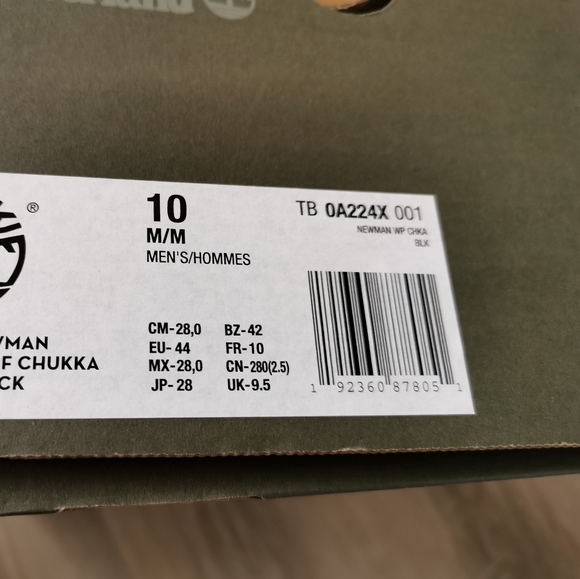 ®
10
M/M
MEN'S/HOMMES
TB 0A224X 001
NEWMAN WP CHKA
BLK
CHUKKA
CM-28,0 BZ-42
EU- 44 FR-10
MX-28,0 CN-280(2.5)
JP- 28 UK-9.5
1 92360 87805 1